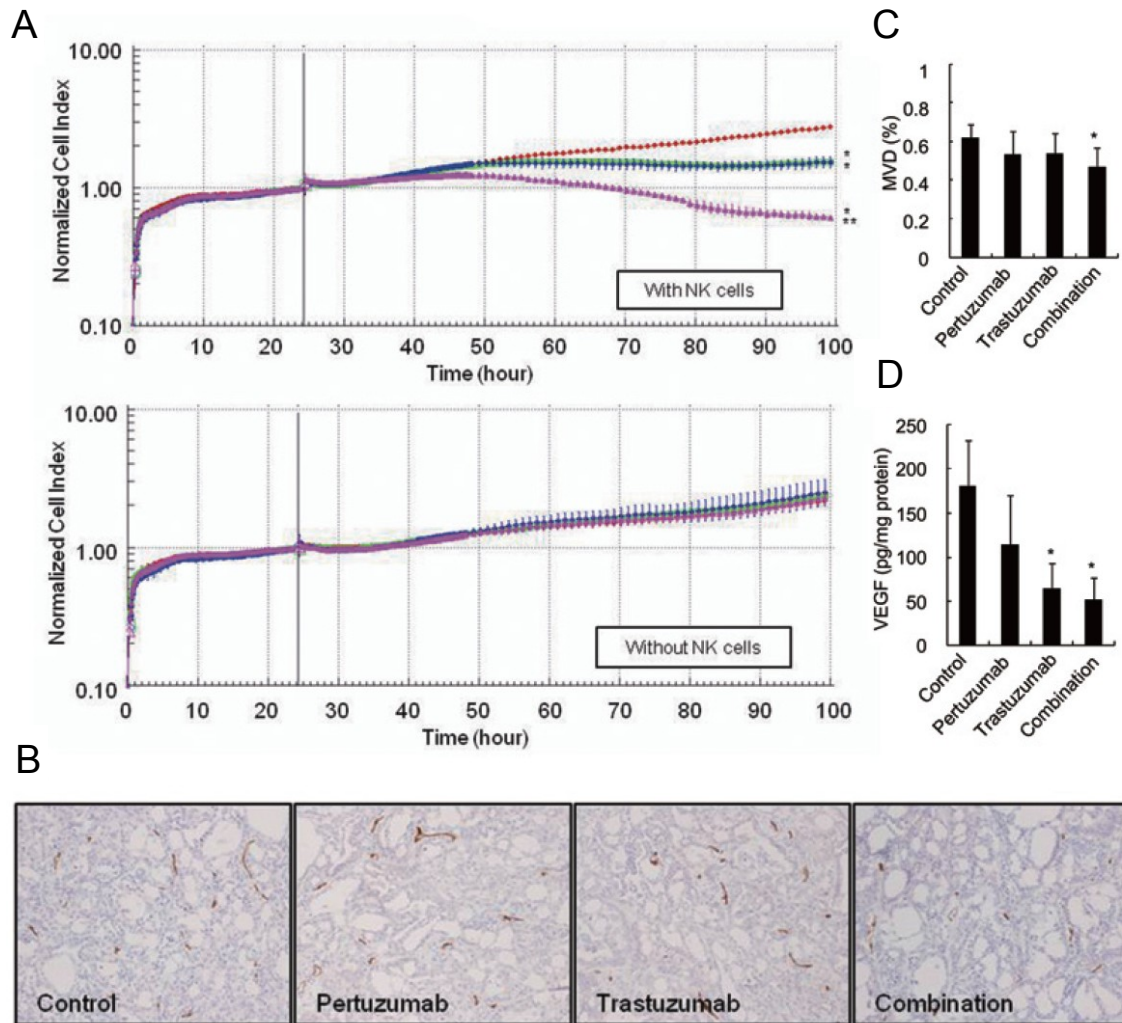 A
Normalized Cell Index
10.00
1.00
0.10
0 10 20 30 40 50 60 70 80 90 100
Time (hour)
With NK cells
*
*
*
**
Normalized Cell Index
10.00
1.00
0.10
0 10 20 30 40 50 60 70 80 90 100
Time (hour)
Without NK cells
B
Control
Pertuzumab
Trastuzumab
Combination
C
MVD (%)
1
0.8
0.6
0.4
0.2
0
*
Control
Pertuzumab
Trastuzumab
Combination
D
VEGF (pg/mg protein)
250
200
150
100
50
0
*
*
Control
Pertuzumab
Trastuzumab
Combination